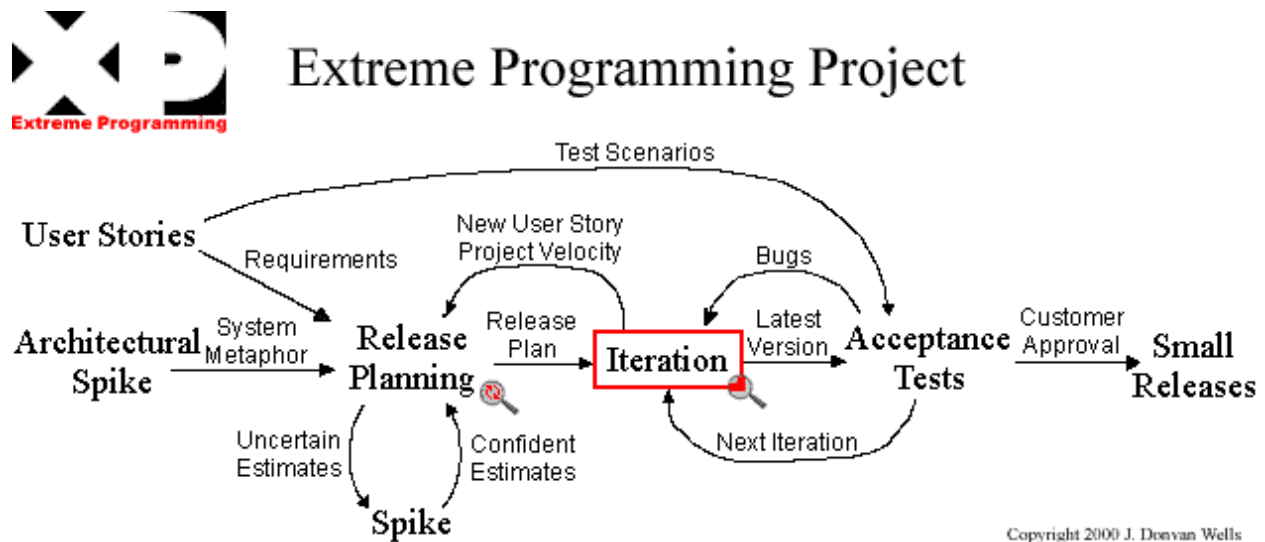 XP
Extreme Programming
Extreme Programming Project
Test Scenarios
User Stories
Requirements
New User Story
Project Velocity
Bugs
Architectural
Spike
System
Metaphor
Release
Planning
Release
Plan
Iteration
Latest
Version
Acceptance
Tests
Customer
Approval
Small
Releases
Uncertain
Estimates
Confident
Estimates
Next Iteration
Spike
Copyright 2000 J. Donvan Wells